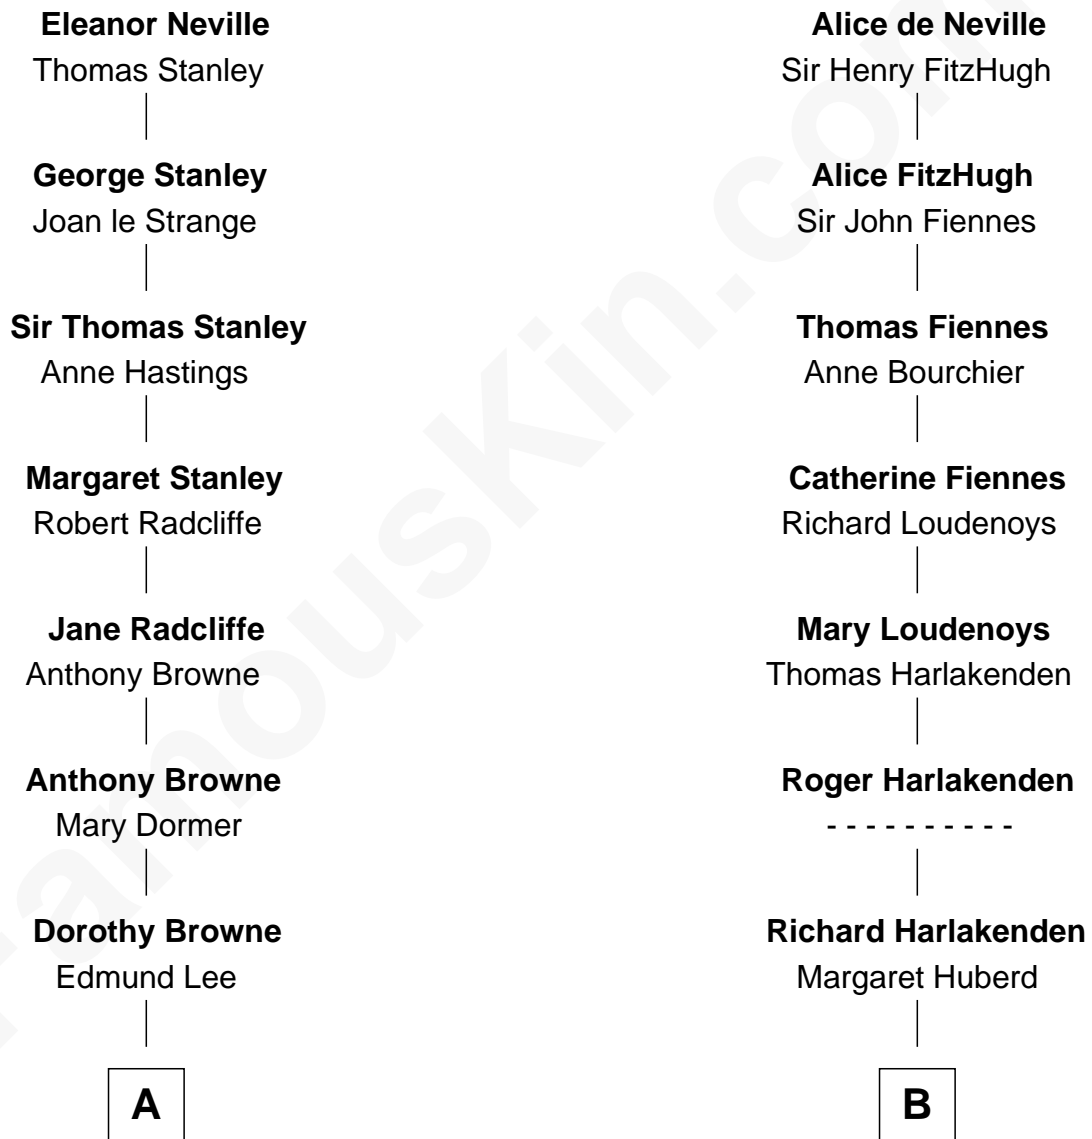 Eleanor Neville
Thomas Stanley
George Stanley
Joan le Strange
Sir Thomas Stanley
Anne Hastings
Margaret Stanley
Robert Radcliffe
Jane Radcliffe
Anthony Browne
Anthony Browne
Mary Dormer
Dorothy Browne
Edmund Lee
A
Alice de Neville
Sir Henry FitzHugh
Alice FitzHugh
Sir John Fiennes
Thomas Fiennes
Anne Bourchier
Catherine Fiennes
Richard Loudenoys
Mary Loudenoys
Thomas Harlakenden
Roger Harlakenden
- - - - - - - - - -
Richard Harlakenden
Margaret Huberd
B
FamousKin.com